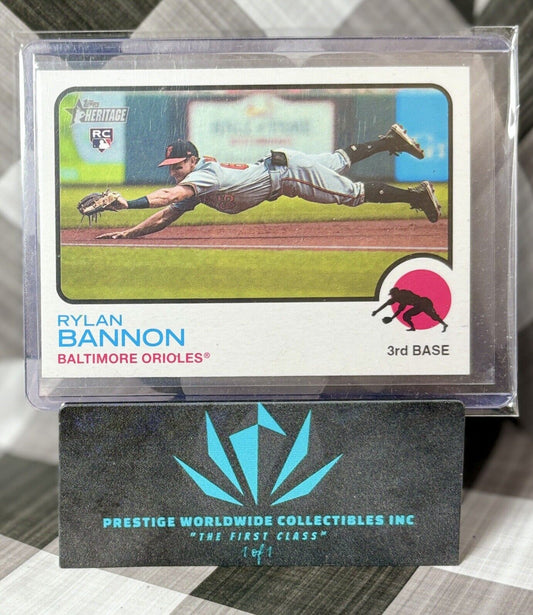 Topps
HERITAGE
RC
RYLAN
BANNON
BALTIMORE ORIOLES®
3rd BASE
PRESTIGE WORLDWIDE COLLECTIBLES INC
"THE FIRST CLASS"
1 of 1